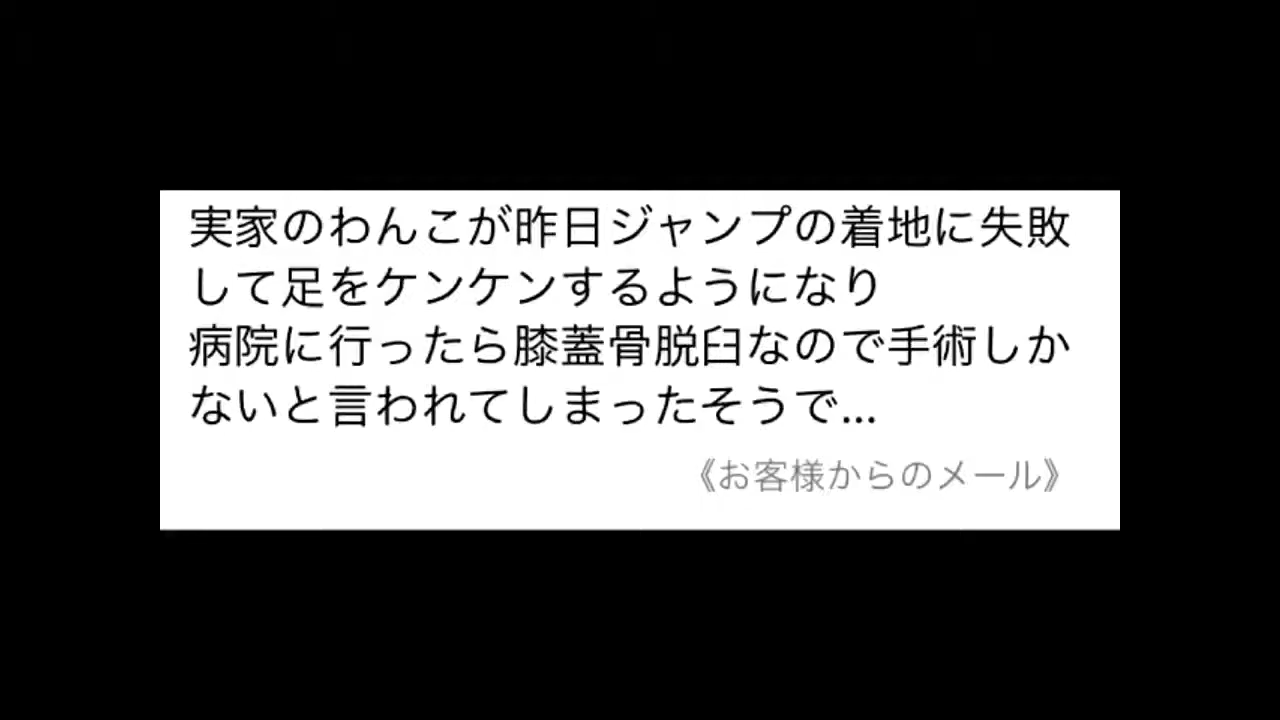 実家のわんこが昨日ジャンプの着地に失敗
して足をケンケンするようになり
病院に行ったら膝蓋骨脱臼なので手術しか
ないと言われてしまったそうで...
《お客様からのメール》